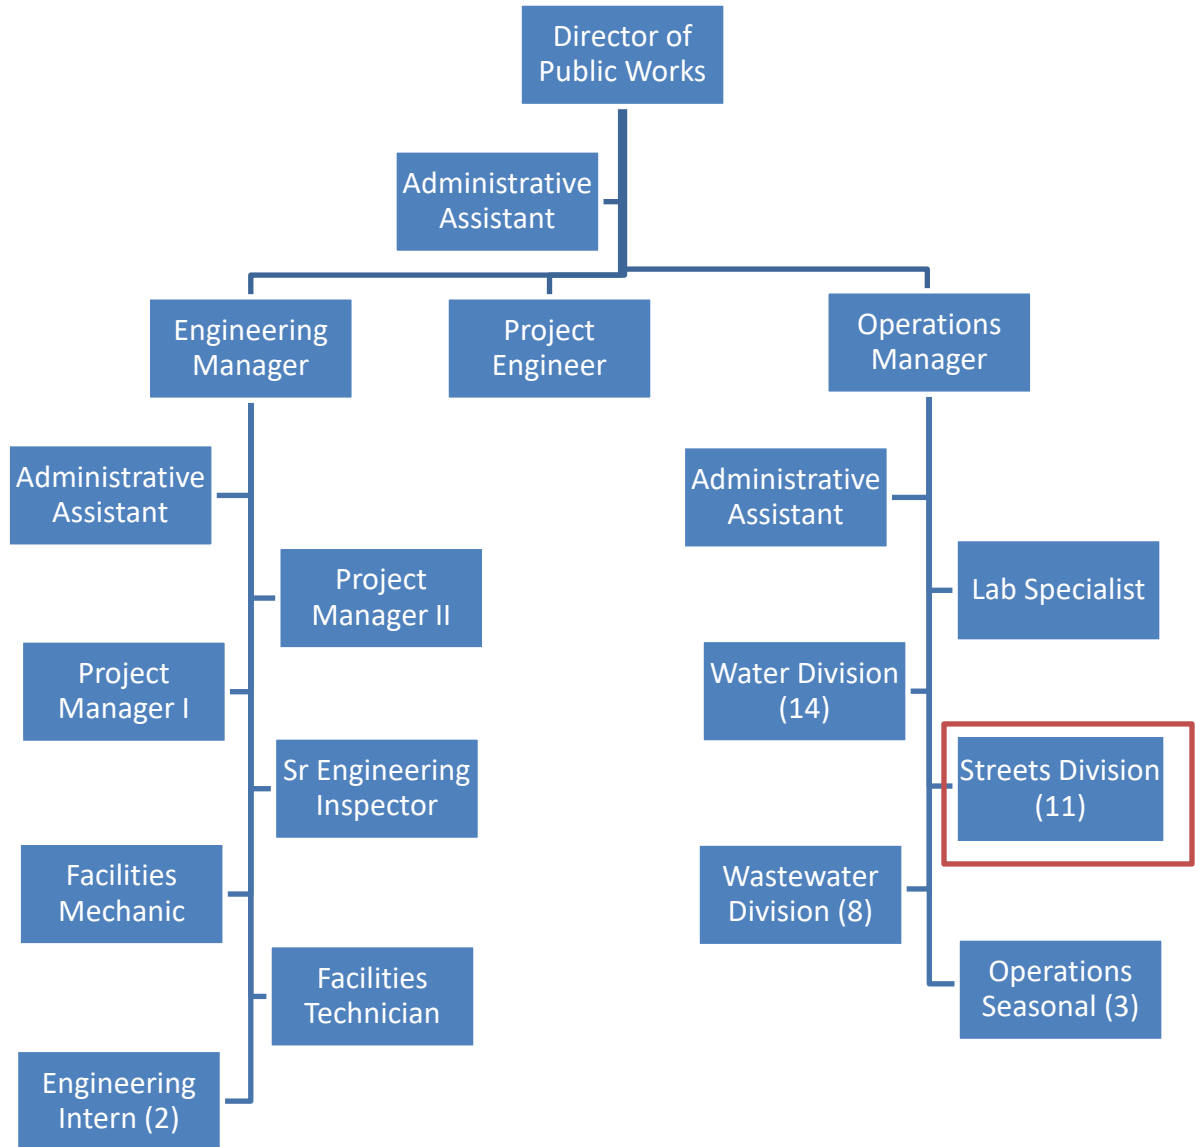 Director of
Public Works
Administrative
Assistant
Engineering
Manager
Project
Engineer
Operations
Manager
Administrative
Assistant
Project
Manager II
Project
Manager I
Sr Engineering
Inspector
Facilities
Mechanic
Facilities
Technician
Engineering
Intern (2)
Administrative
Assistant
Lab Specialist
Water Division
(14)
Streets Division
(11)
Wastewater
Division (8)
Operations
Seasonal (3)